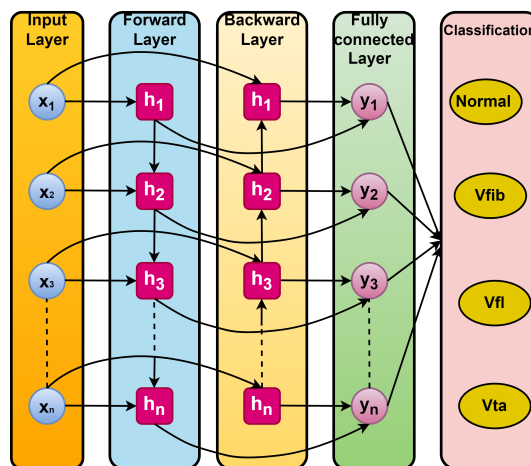 Input
Layer
Forward
Layer
Backward
Layer
Fully
connected
Layer
Classification
x1
h1
h1
y1
Normal
x2
h2
h2
y2
Vfib
x3
h3
h3
y3
Vfl
xn
hn
hn
yn
Vta